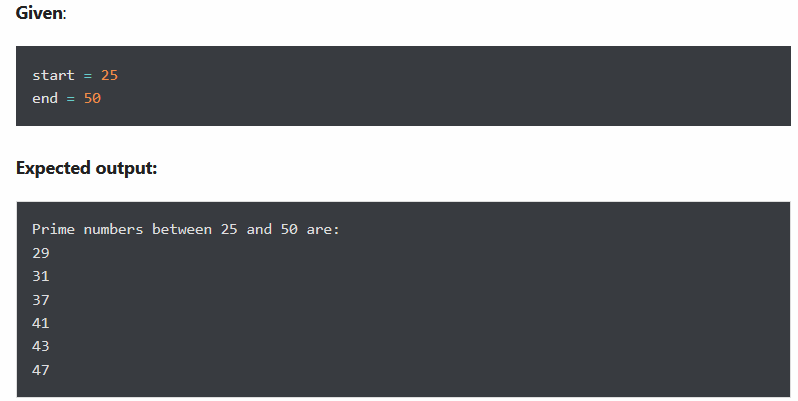 Given:
start = 25
end = 50
Expected output:
Prime numbers between 25 and 50 are:
29
31
37
41
43
47